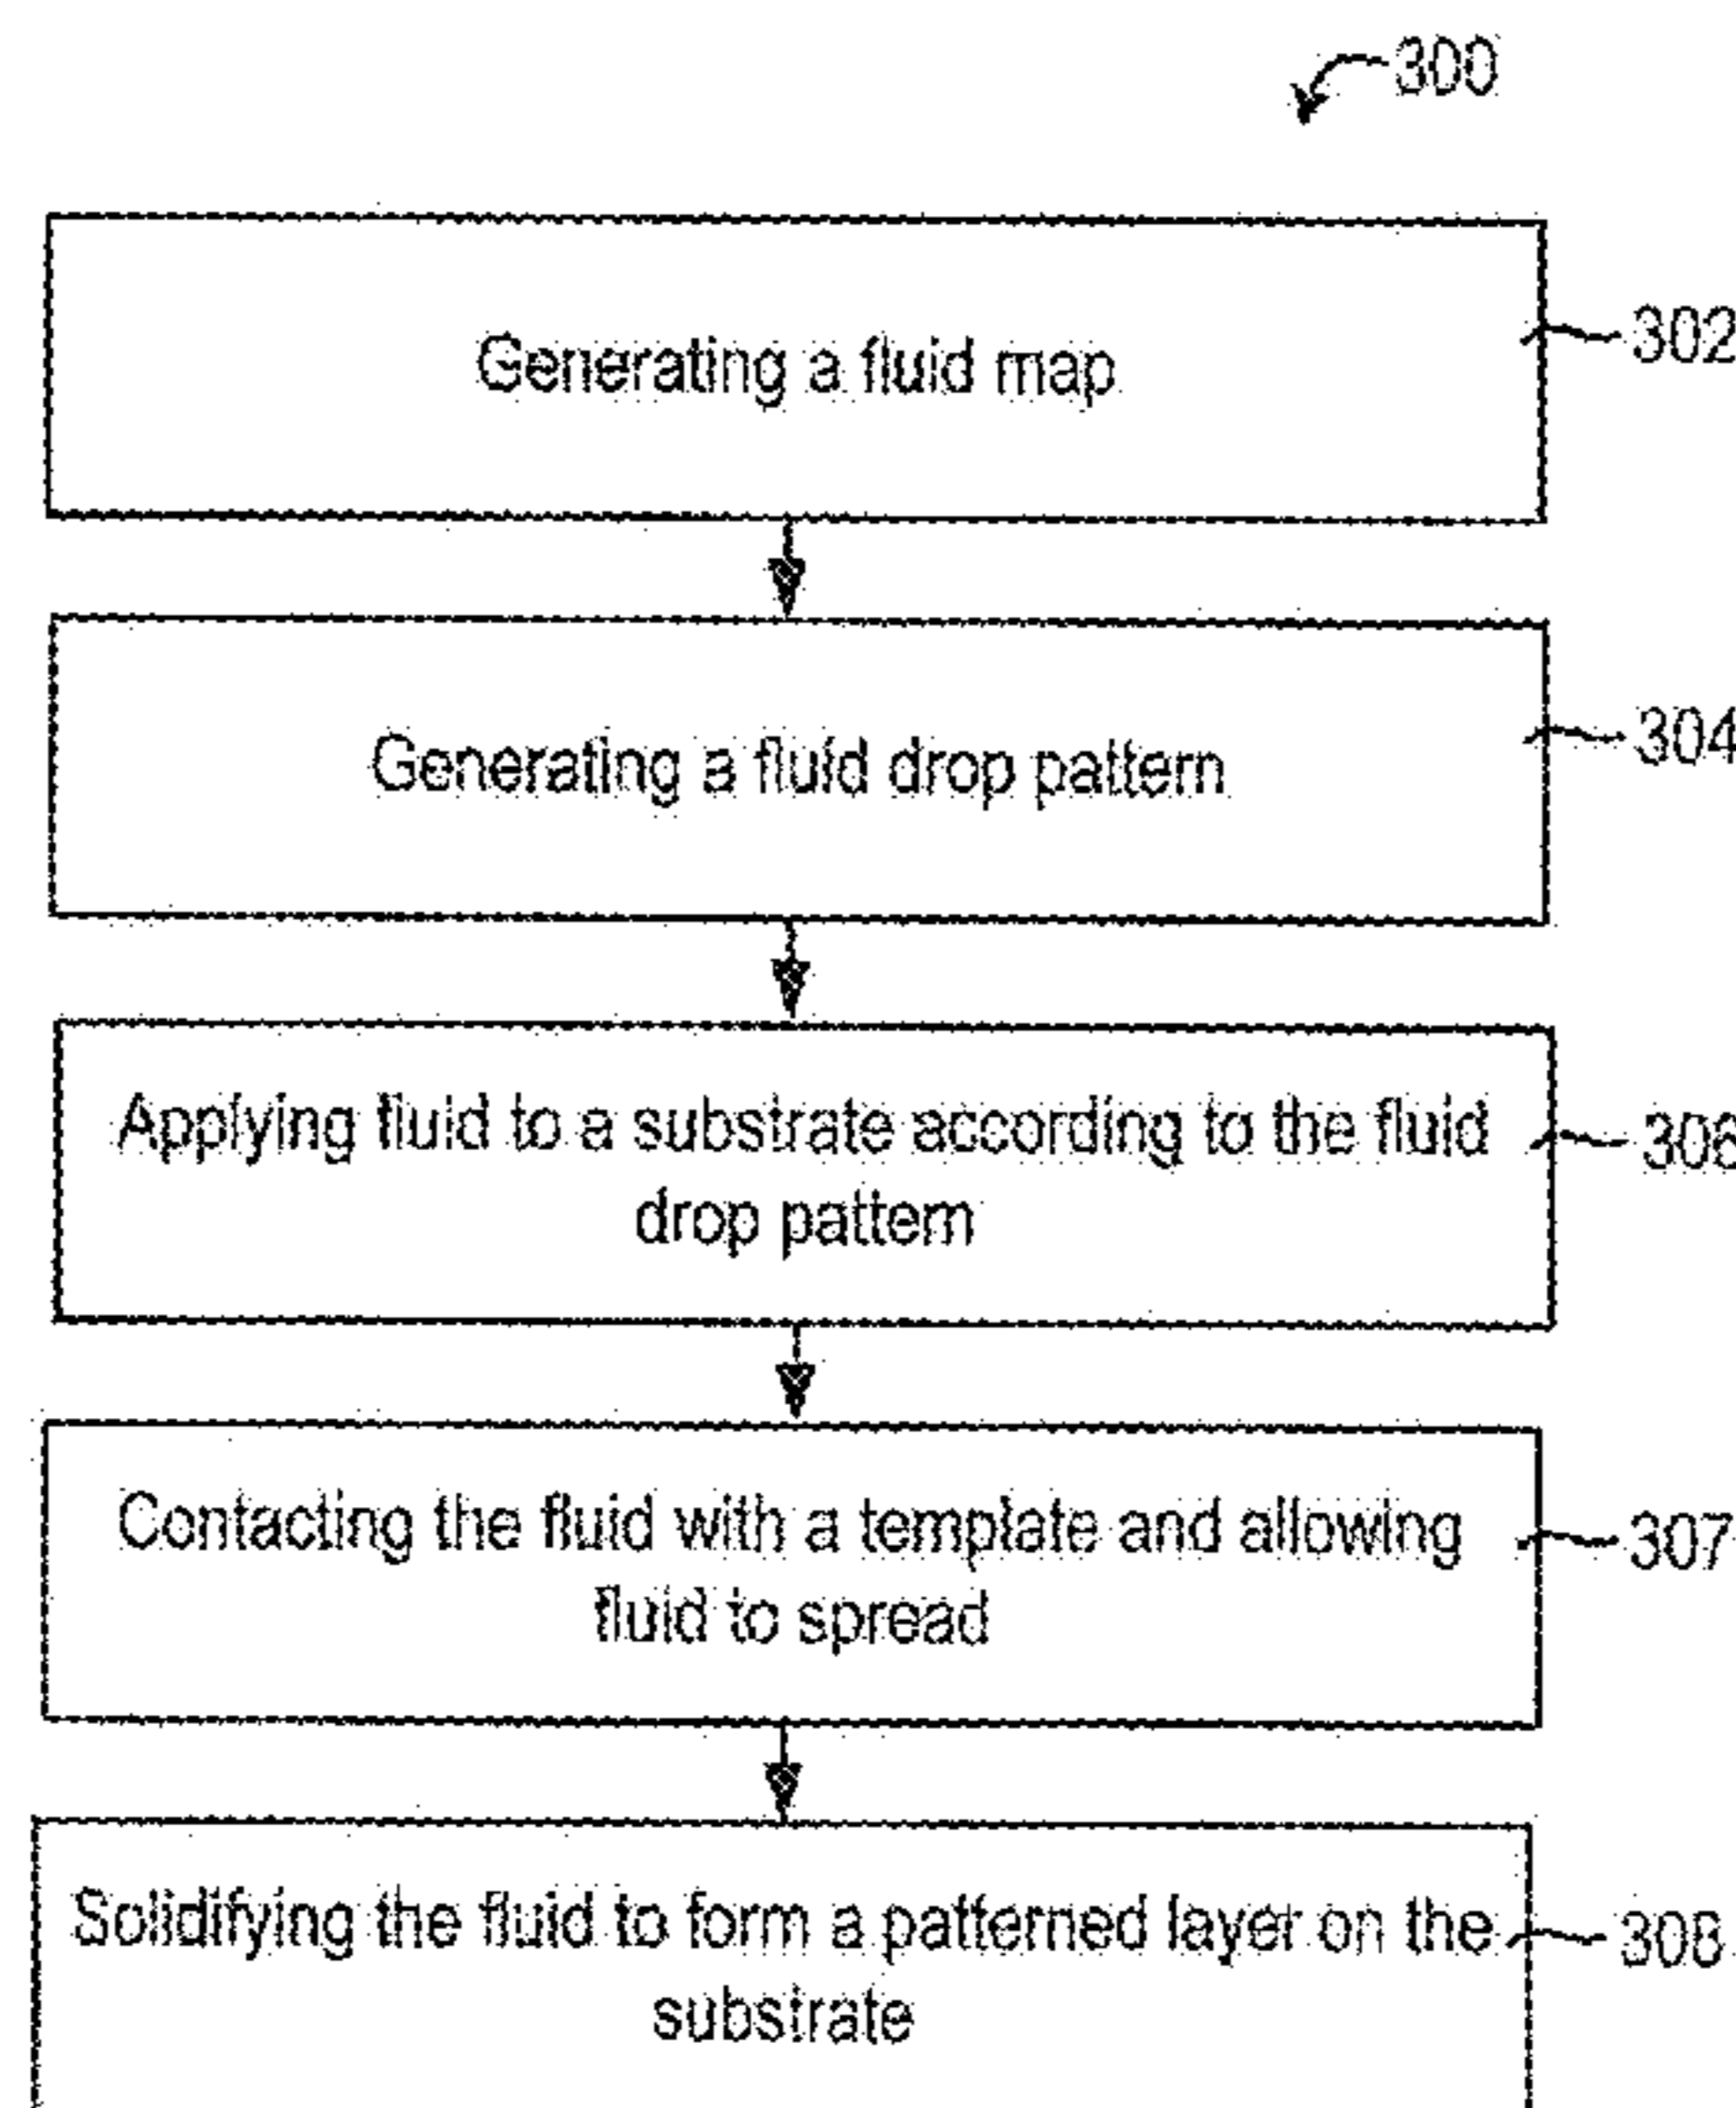 300
Generating a fluid map
302
Generating a fluid drop pattern
304
Applying fluid to a substrate according to the fluid
drop pattern
306
Contacting the fluid with a template and allowing
fluid to spread
307
Solidifying the fluid to form a patterned layer on the
substrate
308